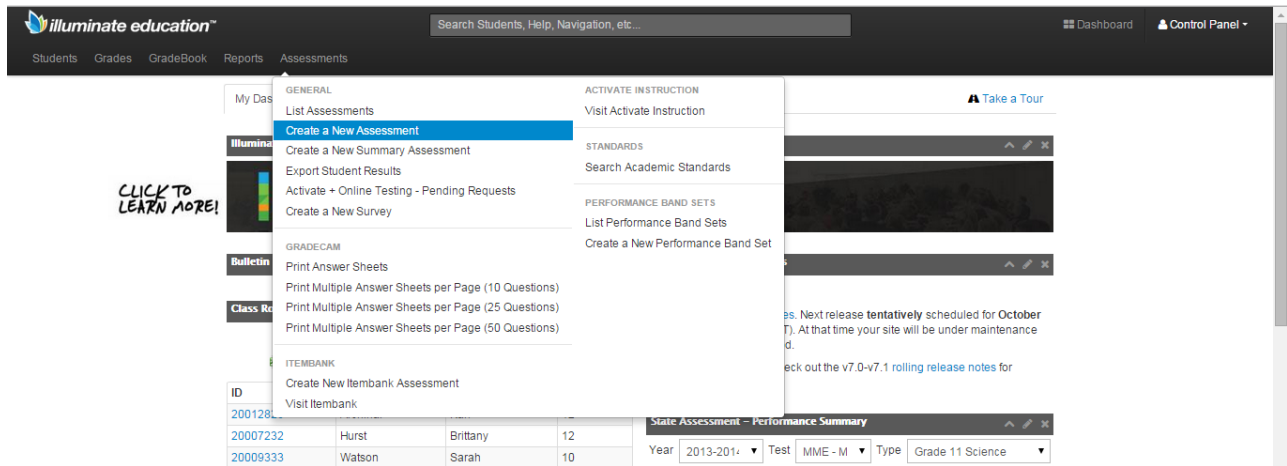 illuminate education™
Search Students, Help, Navigation, etc...
Dashboard
Control Panel
Students Grades GradeBook Reports Assessments
My Das
Take a Tour
GENERAL
List Assessments
Create a New Assessment
Create a New Summary Assessment
Export Student Results
Activate + Online Testing - Pending Requests
Create a New Survey
GRADECAM
Print Answer Sheets
Print Multiple Answer Sheets per Page (10 Questions)
Print Multiple Answer Sheets per Page (25 Questions)
Print Multiple Answer Sheets per Page (50 Questions)
ITEMBANK
Create New Itembank Assessment
Visit Itembank
ACTIVATE INSTRUCTION
Visit Activate Instruction
STANDARDS
Search Academic Standards
PERFORMANCE BAND SETS
List Performance Band Sets
Create a New Performance Band Set
Illumina
CLICK TO
LEARN MORE!
Bulletin
Class Ro
es. Next release tentatively scheduled for October
T). At that time your site will be under maintenance
d.
eck out the v7.0-v7.1 rolling release notes for
ID
20007232 Hurst Brittany 12
20009333 Watson Sarah 10
State Assessment – Performance Summary
Year 2013-201 Test MME - M Type Grade 11 Science